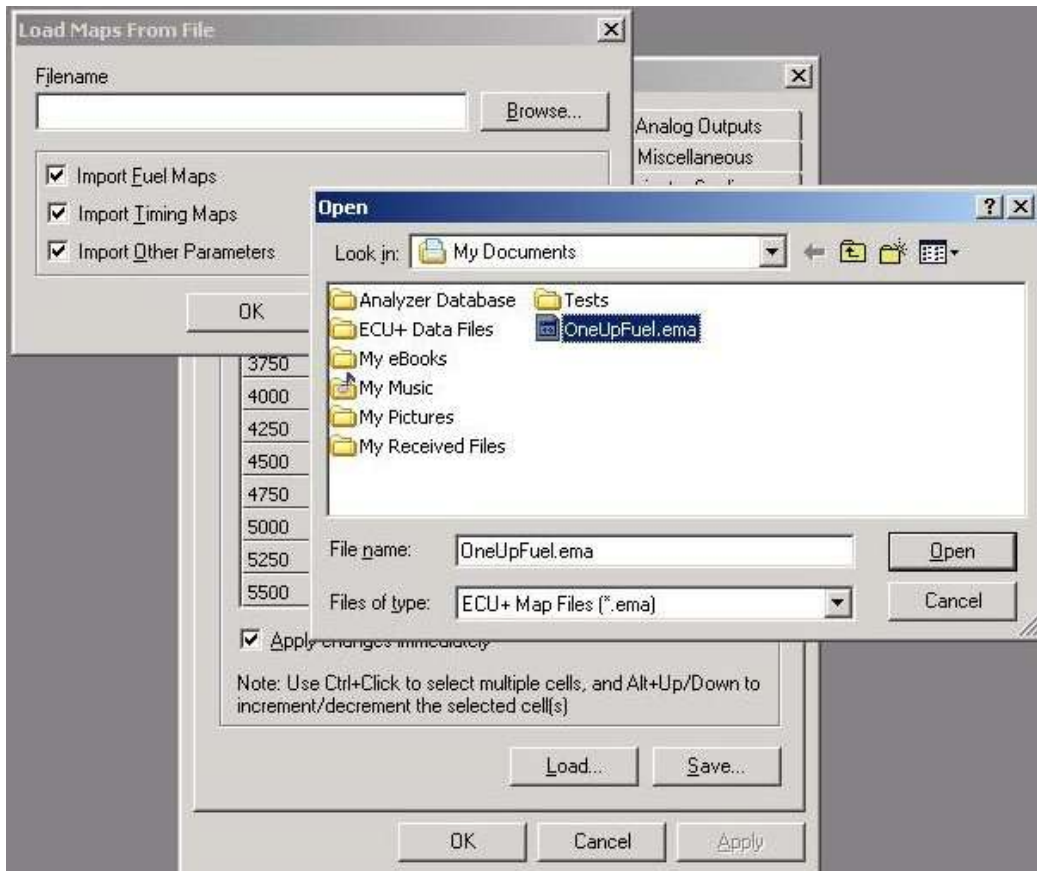 Load Maps From File
Filename
Browse...
Analog Outputs
Miscellaneous
Import Fuel Maps
Import Timing Maps
Import Other Parameters
OK
Open
Look in: My Documents
Analyzer Database
Tests
ECU+ Data Files
OneUpFuel.ema
My eBooks
My Music
My Pictures
My Received Files
3750
4000
4250
4500
4750
5000
5250
5500
File name: OneUpFuel.ema
Open
Files of type: ECU+ Map Files (*.ema)
Cancel
Apply changes immediately
Note: Use Ctrl+Click to select multiple cells, and Alt+Up/Down to
increment/decrement the selected cell(s)
Load...
Save...
OK
Cancel
Apply